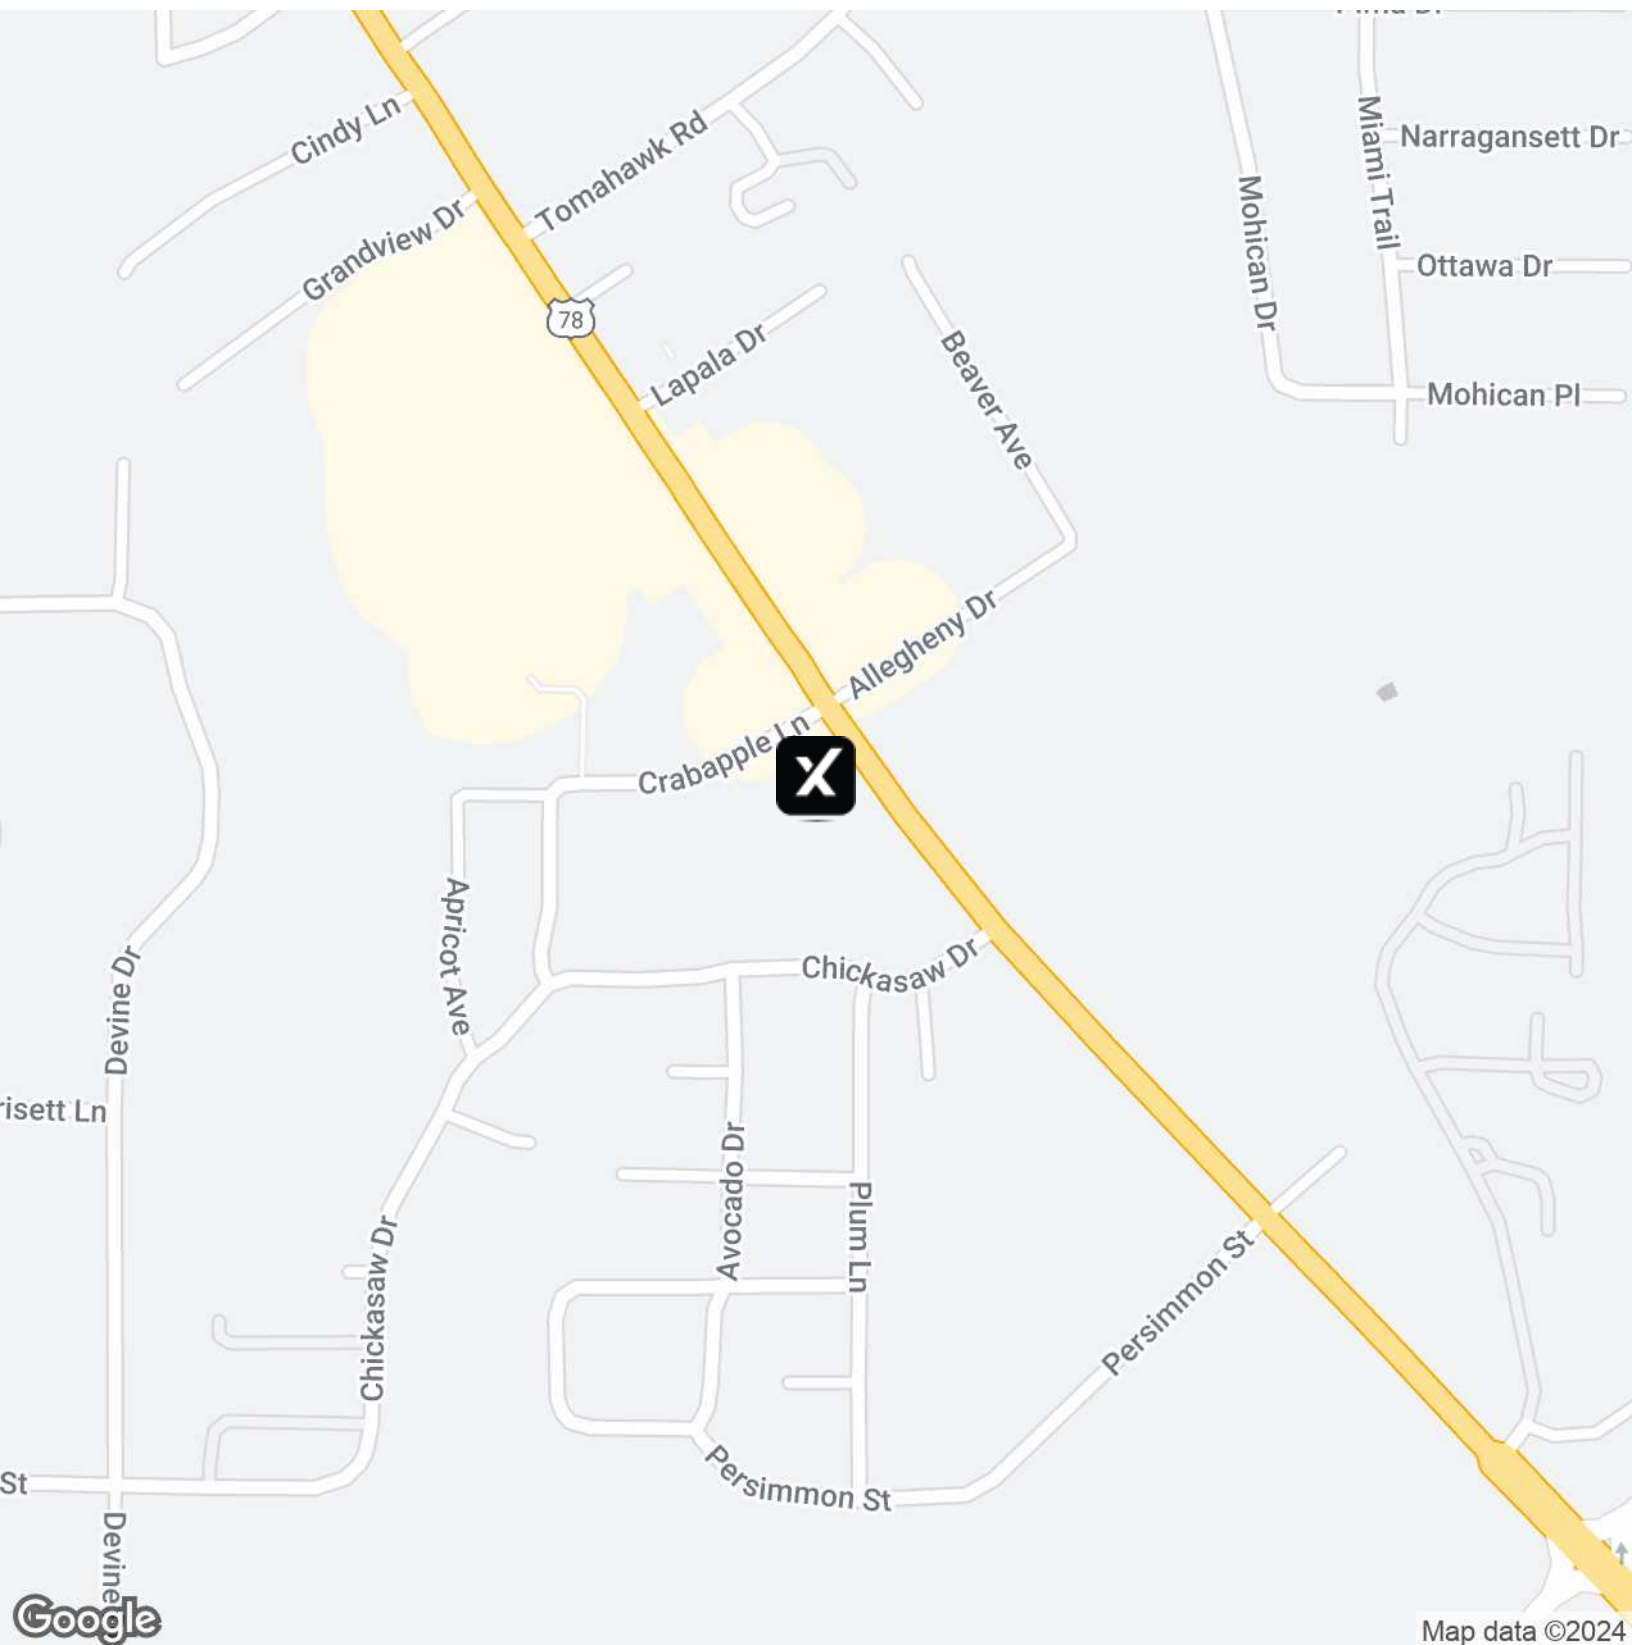 Cindy Ln
Tomahawk Rd
Miami Trail
Narragansett Dr
Grandview Dr
Mohican Dr
Ottawa Dr
78
Lapala Dr
Beaver Ave
Mohican Pl
Allegheny Dr
Crabapple Ln
X
Apricot Ave
Chickasaw Dr
Devine Dr
risett Ln
Avocado Dr
Plum Ln
Chickasaw Dr
Persimmon St
Persimmon St
St
Devine
Google
Map data ©2024